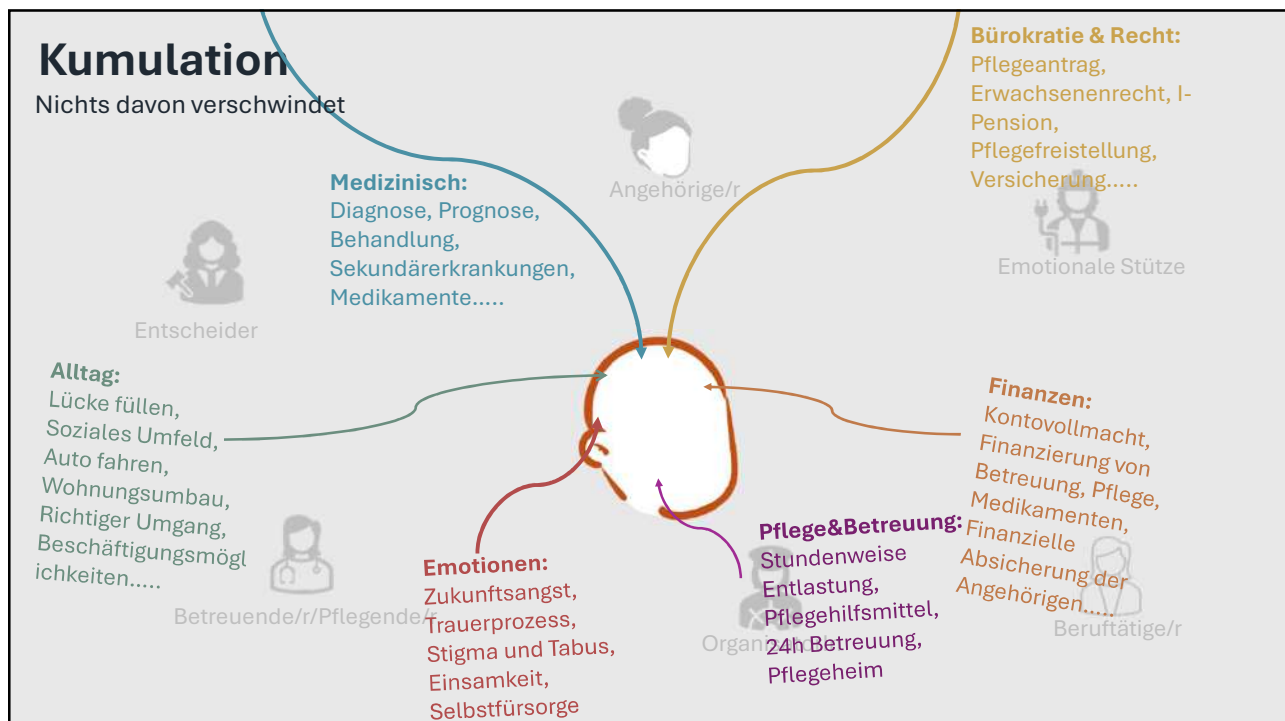 Kumulation
Nichts davon verschwindet
Bürokratie & Recht:
Pflegeantrag,
Erwachsenenrecht, I-
Pension,
Pflegefreistellung,
Versicherung.....
Medizinisch:
Diagnose, Prognose,
Behandlung,
Sekundärerkrankungen,
Medikamente.....
Angehörige/r
Emotionale Stütze
Entscheider
Alltag:
Lücke füllen,
Soziales Umfeld,
Auto fahren,
Wohnungsumbau,
Richtiger Umgang,
Beschäftigungsmögl
ichkeiten.....
Finanzen:
Kontovollmacht,
Finanzierung von
Betreuung, Pflege,
Medikamenten,
Finanzielle
Absicherung der
Angehörigen.....
Emotionen:
Zukunftsangst,
Trauerprozess,
Stigma und Tabus,
Einsamkeit,
Selbstfürsorge
Pflege&Betreuung:
Stundenweise
Entlastung,
Pflegehilfsmittel,
24h Betreuung,
Pflegeheim
Betreuende/r/Pflegende/r
Beruftätige/r